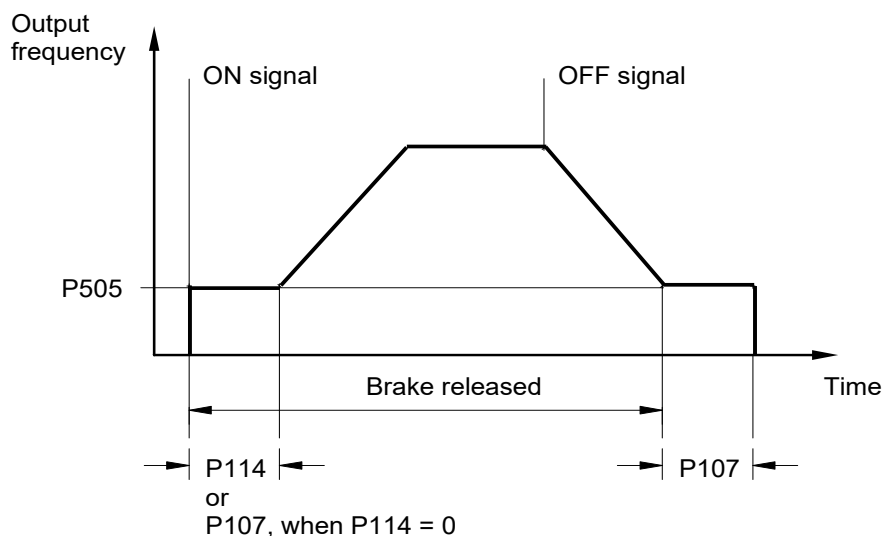 Output
frequency
ON signal
OFF signal
P505
Brake released
Time
P114
or
P107, when P114 = 0
P107